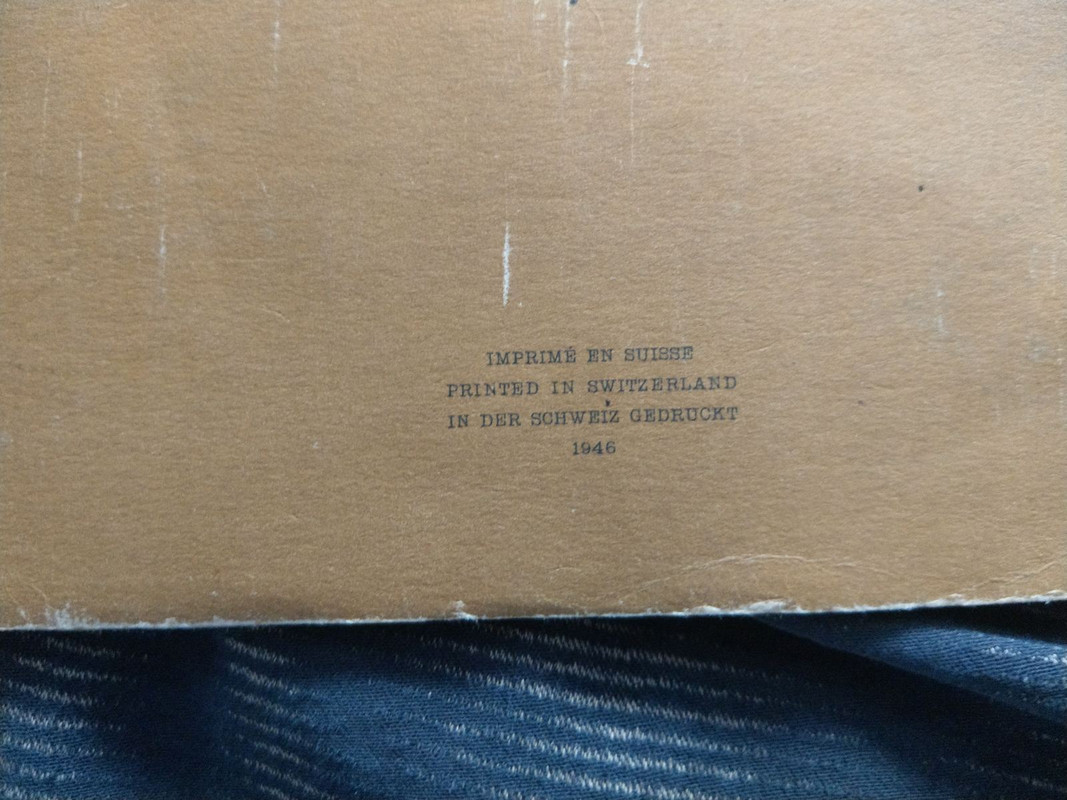 IMPRIMÉ EN SUISSE
PRINTED IN SWITZERLAND
IN DER SCHWEIZ GEDRUCKT
1946